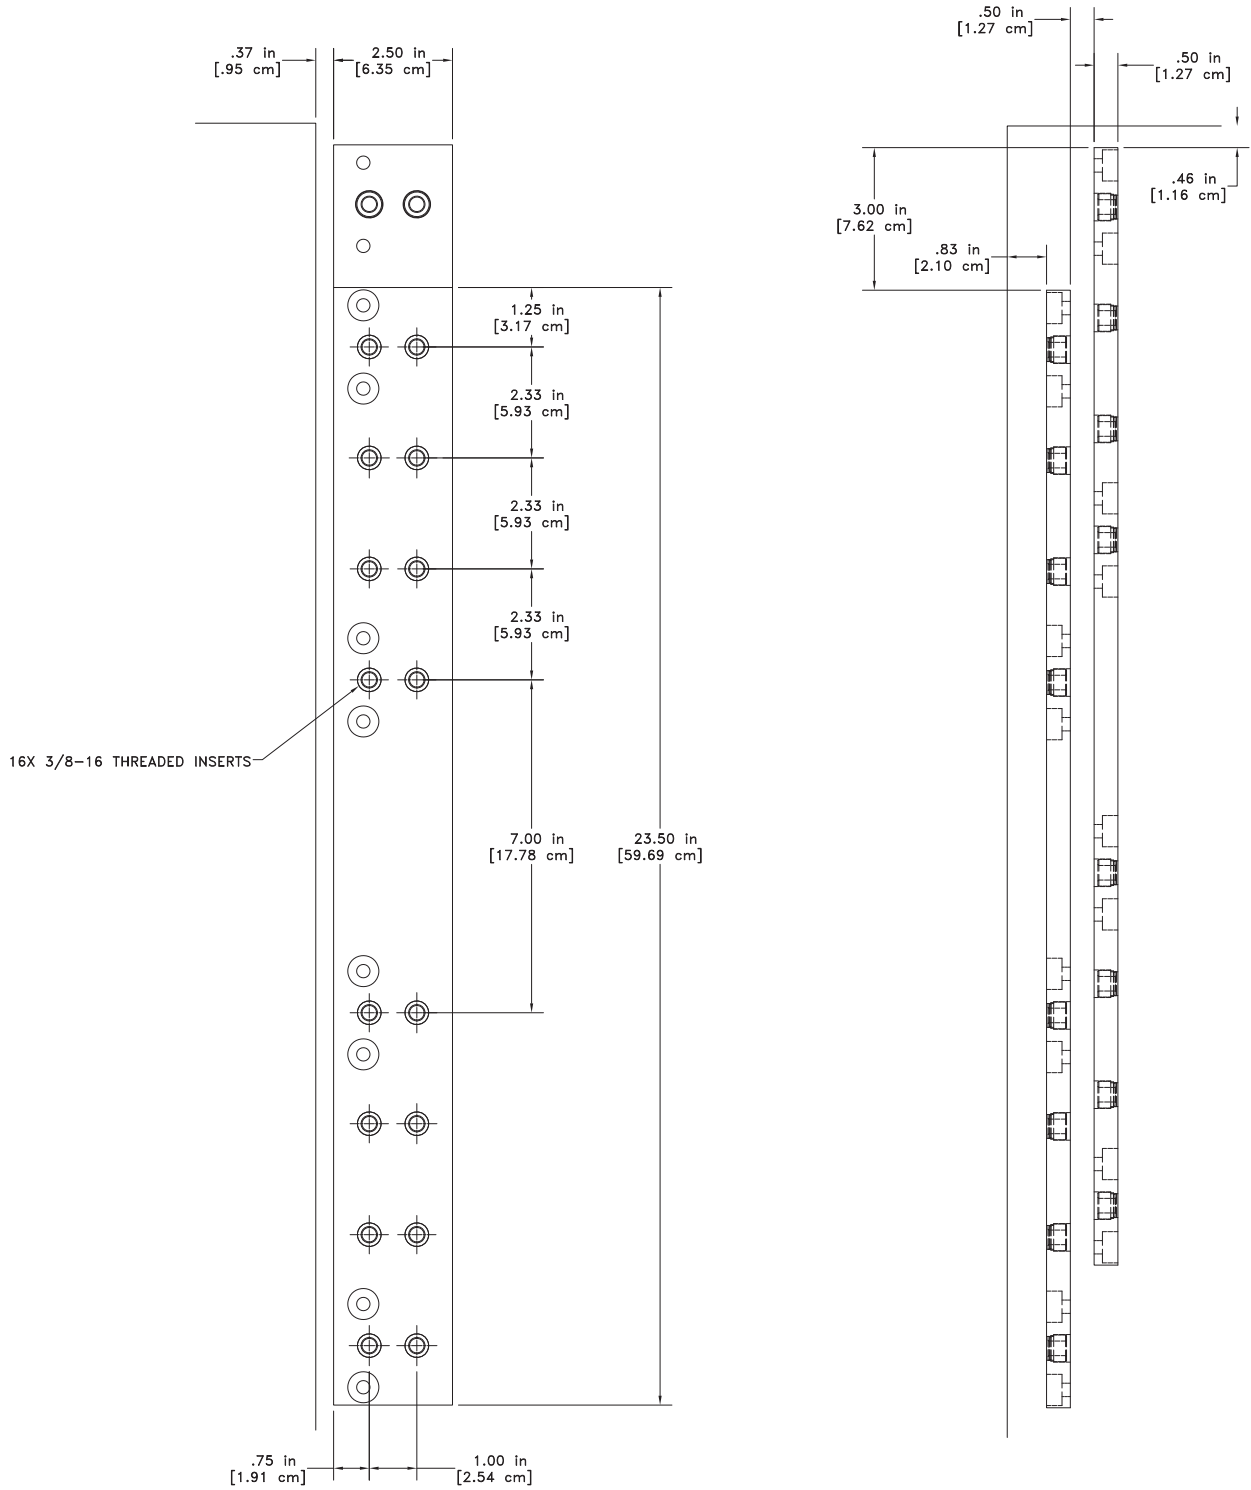 .50 in
[1.27 cm]
.37 in
[.95 cm]
2.50 in
[6.35 cm]
.50 in
[1.27 cm]
.46 in
[1.16 cm]
3.00 in
[7.62 cm]
.83 in
[2.10 cm]
1.25 in
[3.17 cm]
2.33 in
[5.93 cm]
2.33 in
[5.93 cm]
2.33 in
[5.93 cm]
16X 3/8-16 THREADED INSERTS
7.00 in
[17.78 cm]
23.50 in
[59.69 cm]
.75 in
[1.91 cm]
1.00 in
[2.54 cm]